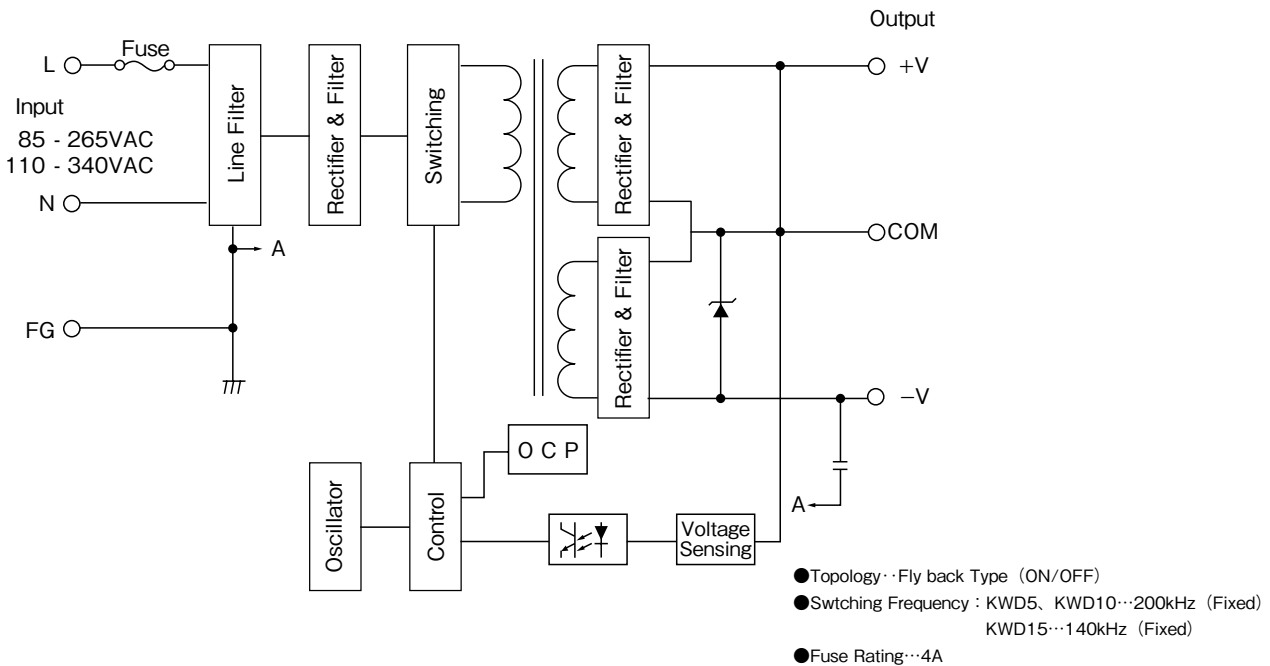 Output
Fuse
L
+V
Input
85 - 265VAC
110 - 340VAC
Line Filter
Rectifier & Filter
Switching
Rectifier & Filter
N
COM
A
Rectifier & Filter
FG
−V
O C P
Oscillator
Control
A
Voltage
Sensing
●Topology‥Fly back Type（ON/OFF）
●Swtching Frequency：KWD5、KWD10…200kHz（Fixed）
KWD15…140kHz（Fixed）
●Fuse Rating…4A